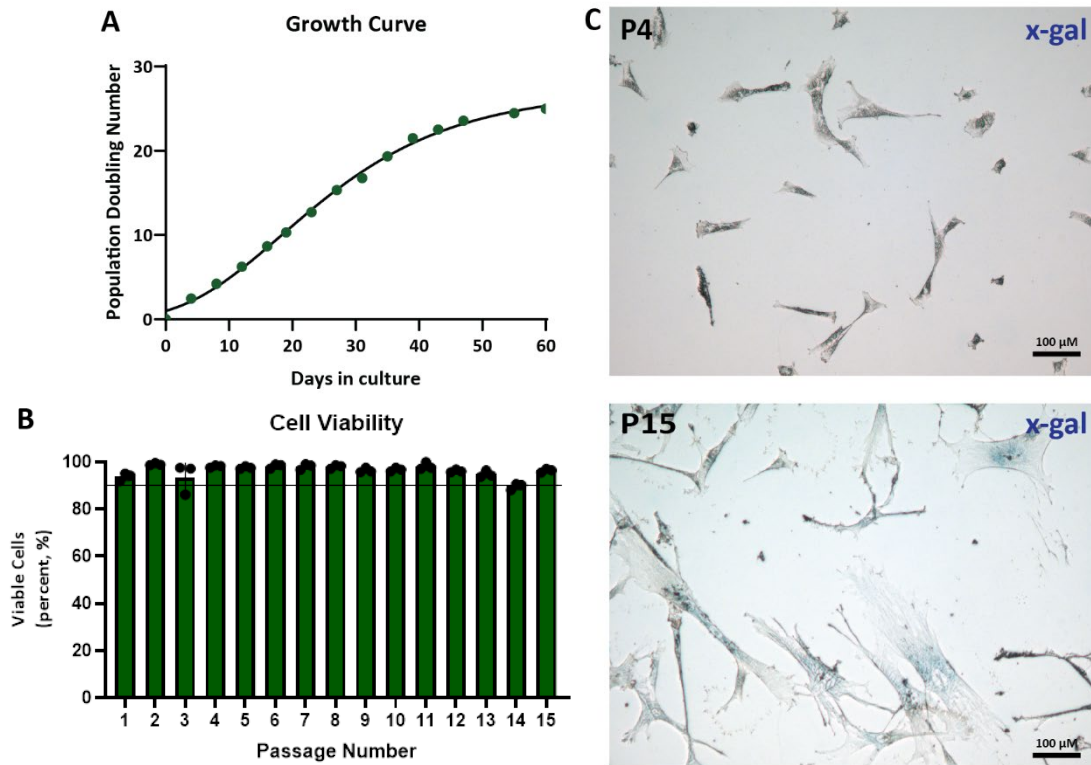 A
Growth Curve
30
20
10
0
Population Doubling Number
0 10 20 30 40 50 60
Days in culture
B
Cell Viability
100
80
60
40
20
0
Viable Cells
(percent, %)
1 2 3 4 5 6 7 8 9 10 11 12 13 14 15
Passage Number
C
P4
x-gal
100 µM
P15
x-gal
100 µM